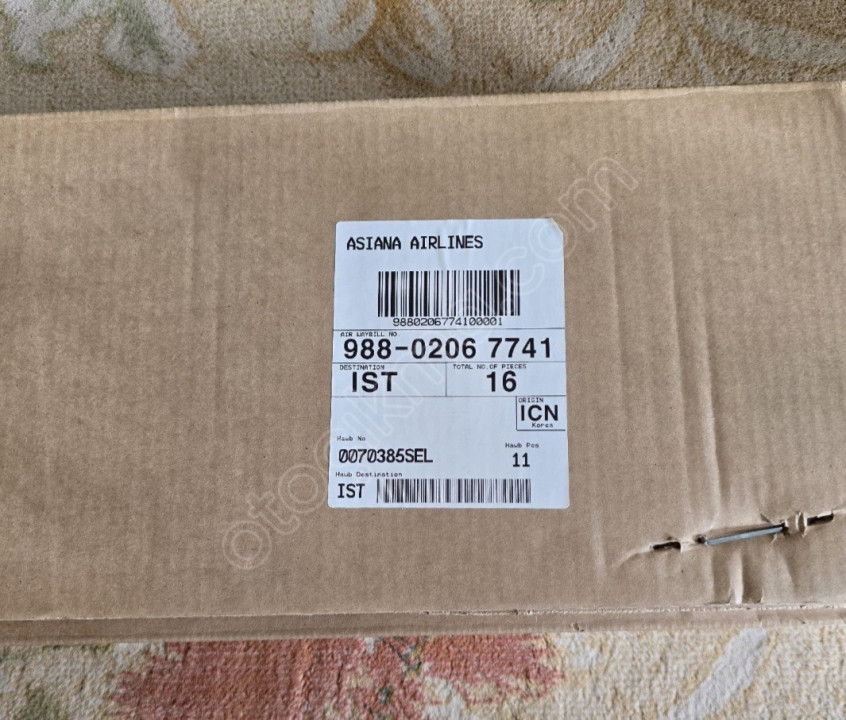 ASIANA AIRLINES
9880206774100001
AIR WAYBILL NO.
988-0206 7741
DESTINATION
IST
TOTAL NO.OF PIECES
16
ORIGIN
ICN
Korea
Hawb No
0070385SEL
Hawb Pcs
11
Hawb Destination
IST